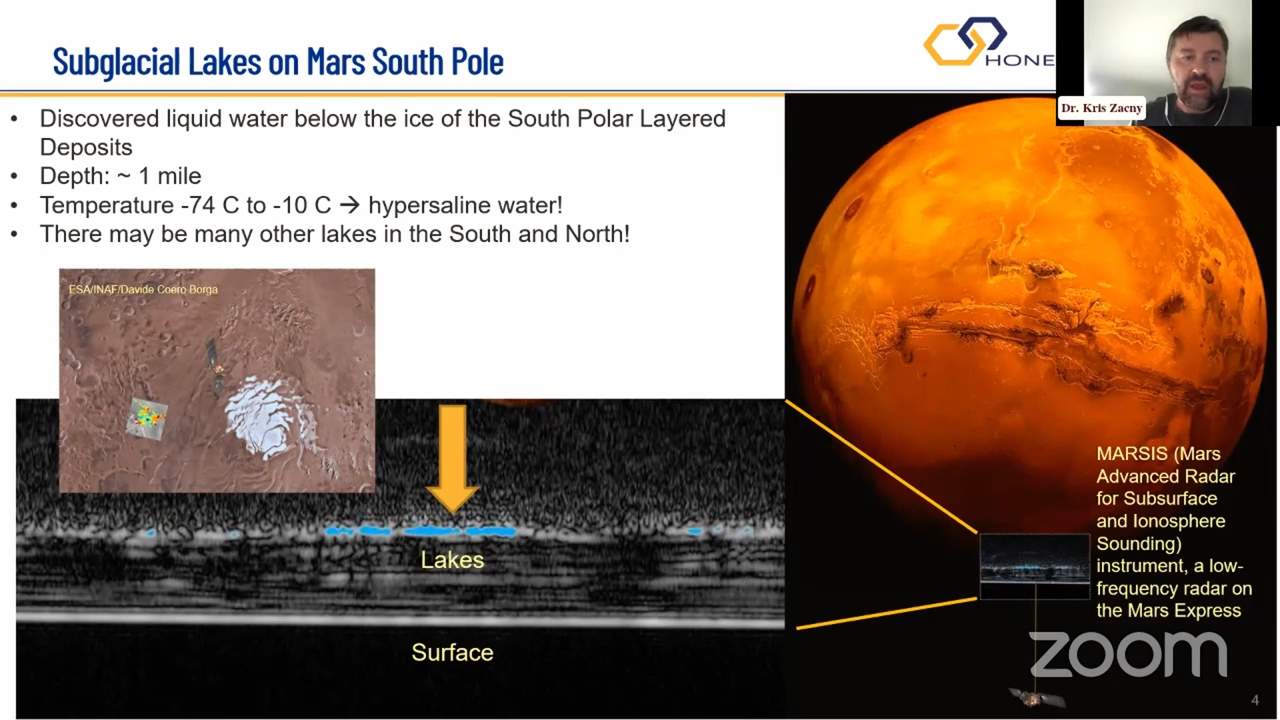 Subglacial Lakes on Mars South Pole
HONE
Dr. Kris Zacny
• Discovered liquid water below the ice of the South Polar Layered
Deposits
• Depth: ~ 1 mile
• Temperature -74 C to -10 C → hypersaline water!
• There may be many other lakes in the South and North!
ESA/INAF/Davide Coero Borga
Lakes
Surface
MARSIS (Mars
Advanced Radar
for Subsurface
and Ionosphere
Sounding)
instrument, a low-
frequency radar on
the Mars Express
zoom
4